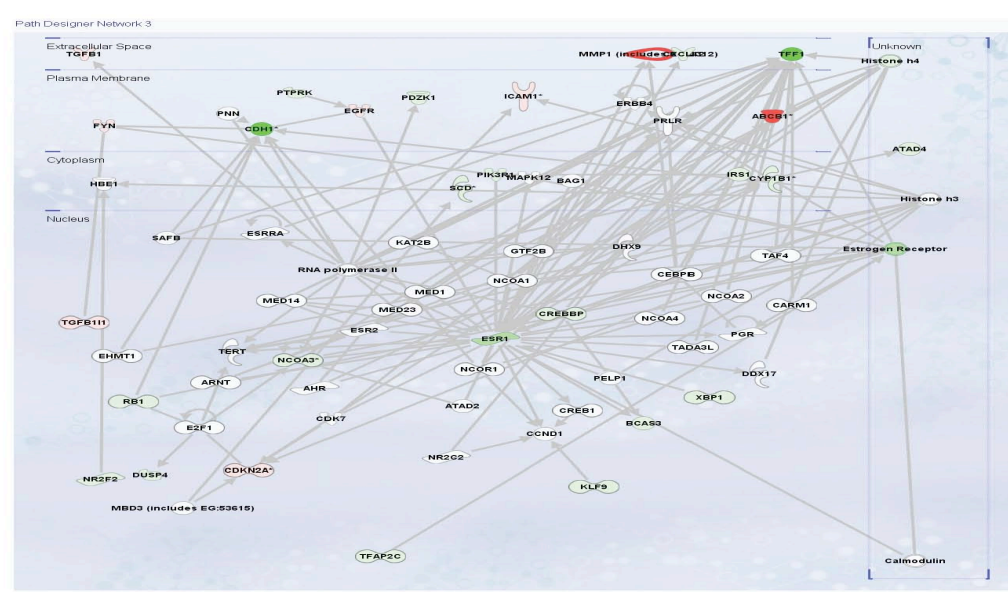 Path Designer Network 3
Extracellular Space
Unknown
TGFB1
MMP1 (includes
TFF1
Histone h4
Plasma Membrane
PTPRK
PDZK1
ICAM1*
ERBB4
EGFR
PNN
PRLR
ABCB1*
FYN
CDH1*
ATAD4
Cytoplasm
HBE1
SCD*
PIK3R1
MAPK12
BAG1
IRS1
CYP1B1*
Histone h3
Nucleus
SAFB
ESRRA
KAT2B
GTF2B
DHX9
TAF4
Estrogen Receptor
RNA polymerase II
CEBPB
NCOA1
MED14
MED1
NCOA2
MED23
CREBBP
NCOA4
CARM1
TGFB1I1
ESR2
ESR1
PGR
EHMT1
TERT
NCOA3*
TADA3L
NCOR1
ARNT
AHR
PELP1
DDX17
RB1
XBP1
ATAD2
CREB1
CDK7
E2F1
CCND1
BCAS3
NR2C2
NR2F2
DUSP4
CDKN2A*
KLF9
MBD3 (includes EG:53615)
TFAP2C
Calmodulin